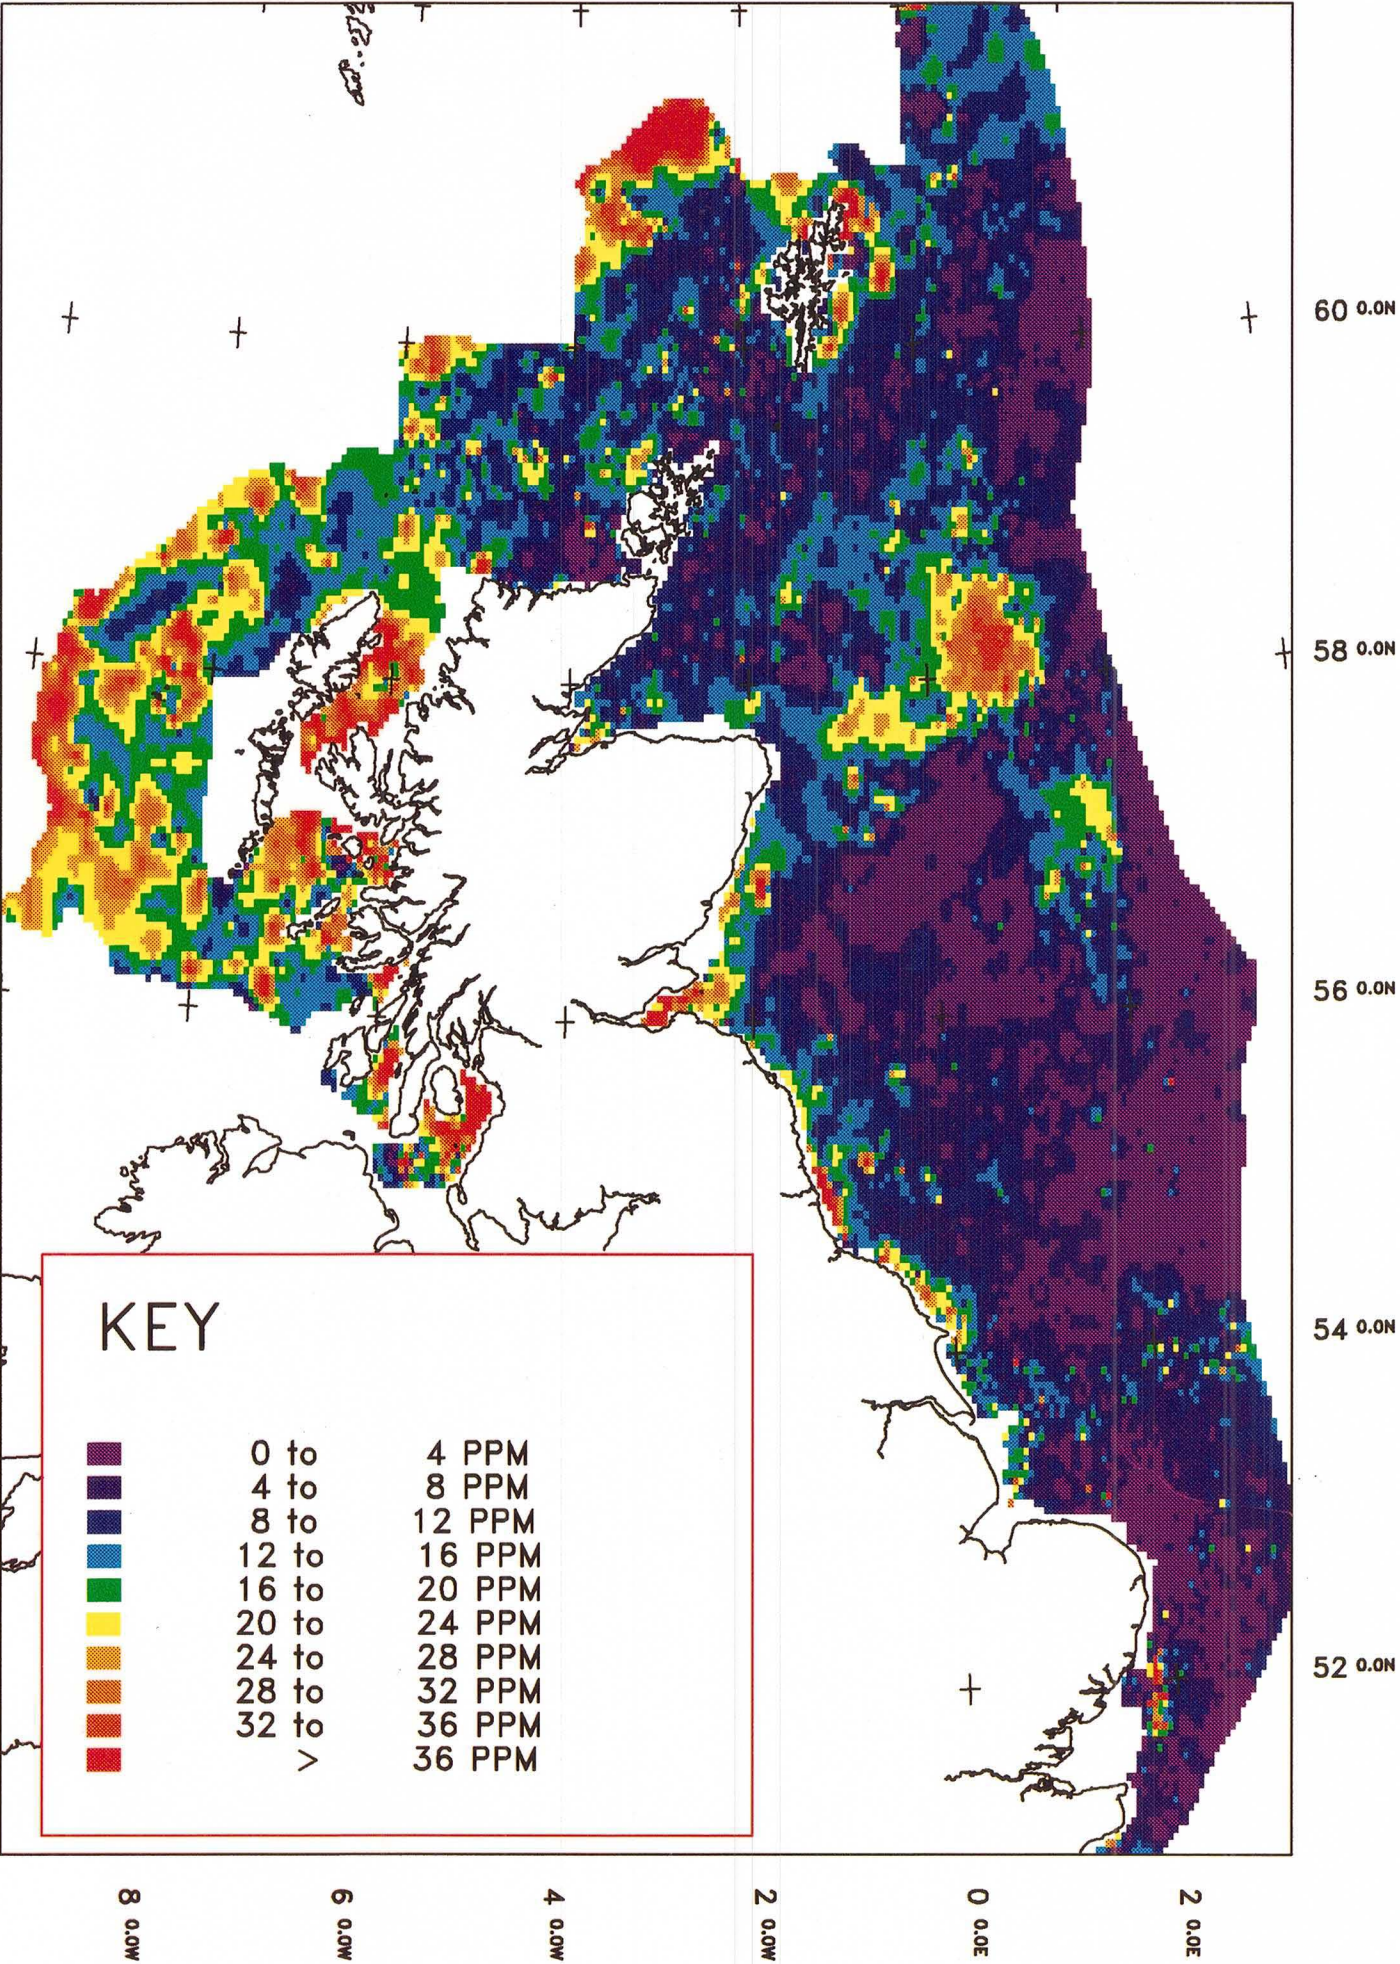 60 0.0N
58 0.0N
56 0.0N
54 0.0N
52 0.0N
KEY
0 to 4 PPM
4 to 8 PPM
8 to 12 PPM
12 to 16 PPM
16 to 20 PPM
20 to 24 PPM
24 to 28 PPM
28 to 32 PPM
32 to 36 PPM
> 36 PPM
8 0.0W
6 0.0W
4 0.0W
2 0.0W
0 0.0E
2 0.0E